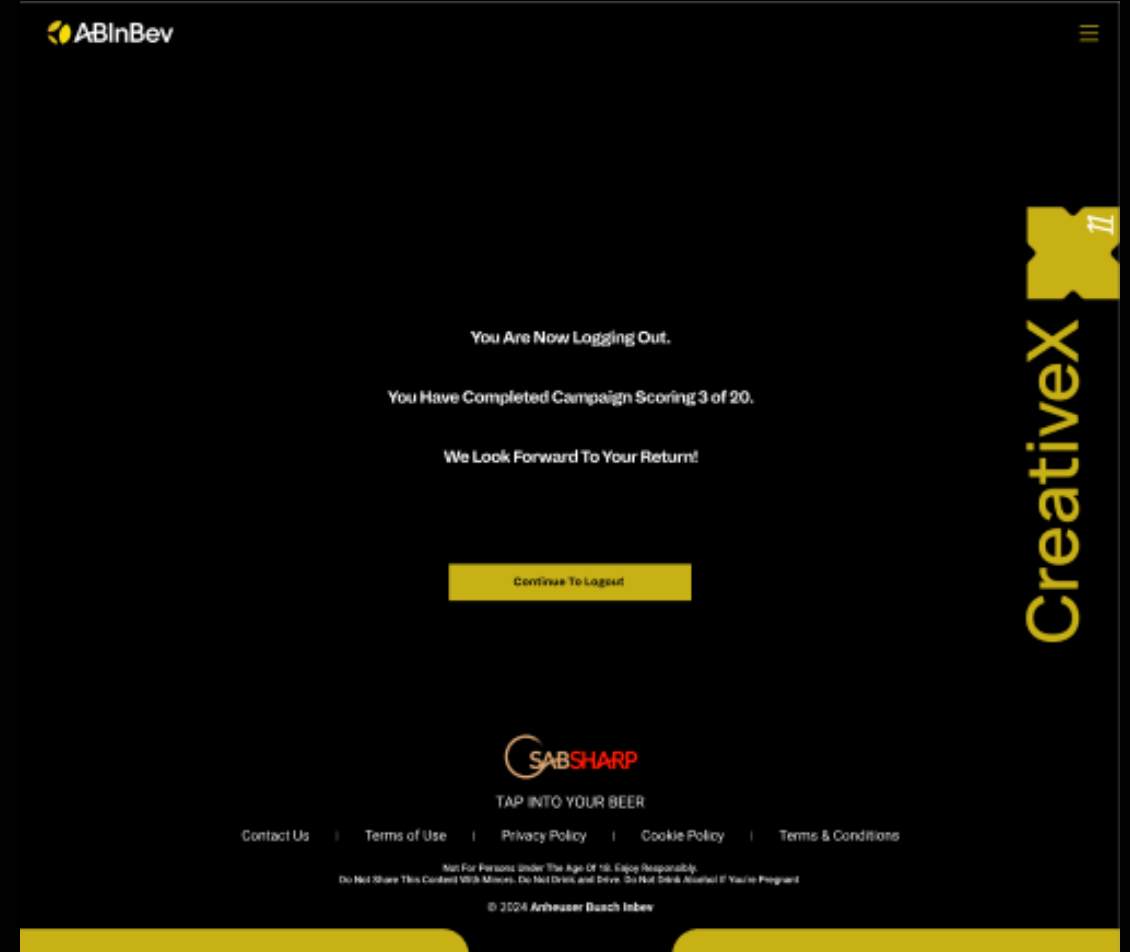 ABInBev
You Are Now Logging Out.
You Have Completed Campaign Scoring 3 of 20.
We Look Forward To Your Return!
Continue To Logout
CreativeX
n
SABSHARP
TAP INTO YOUR BEER
Contact Us | Terms of Use | Privacy Policy | Cookie Policy | Terms & Conditions
Not For Persons Under The Age Of 18. Enjoy Responsibly.
Do Not Share This Content With Minors. Do Not Drink and Drive. Do Not Drink Alcohol If You're Pregnant
© 2024 Anheuser Busch Inbev